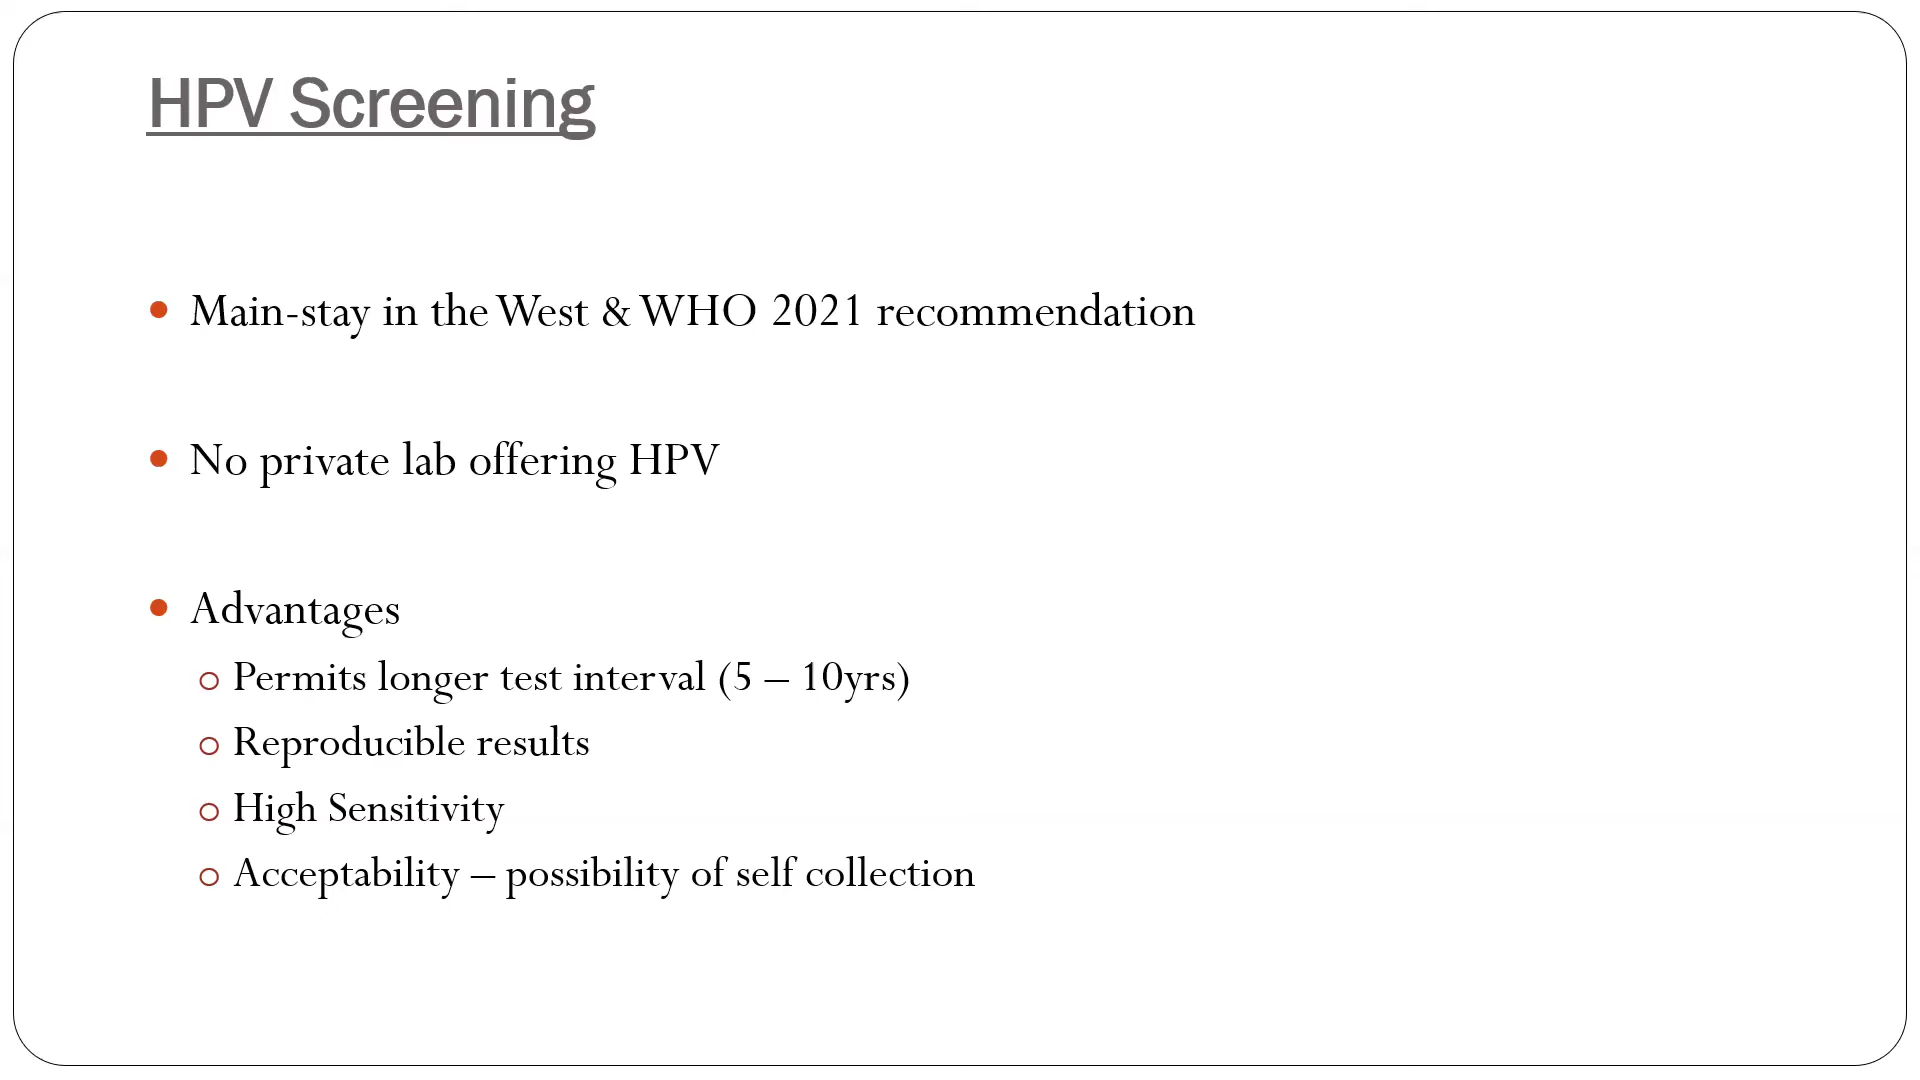 HPV Screening
Main-stay in the West & WHO 2021 recommendation
No private lab offering HPV
Advantages
Permits longer test interval (5 – 10yrs)
Reproducible results
High Sensitivity
Acceptability – possibility of self collection